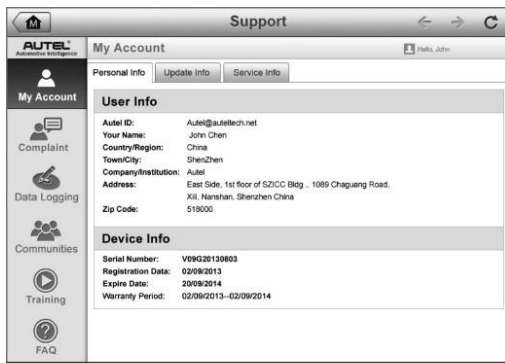 M
Support
AUTEL
Automotive Intelligence
My Account
Hello, John
My Account
Complaint
Data Logging
Communities
Training
? FAQ
Personal Info
Update Info
Service Info
User Info
Autel ID: Autel@auteltech.net
Your Name: John Chen
Country/Region: China
Town/City: ShenZhen
Company/Institution: Autel
Address: East Side, 1st floor of SZICC Bldg ., 1089 Chaguang Road,
Xili, Nanshan, Shenzhen China
Zip Code: 518000
Device Info
Serial Number: V09G20130803
Registration Data: 02/09/2013
Expire Date: 20/09/2014
Warranty Period: 02/09/2013--02/09/2014